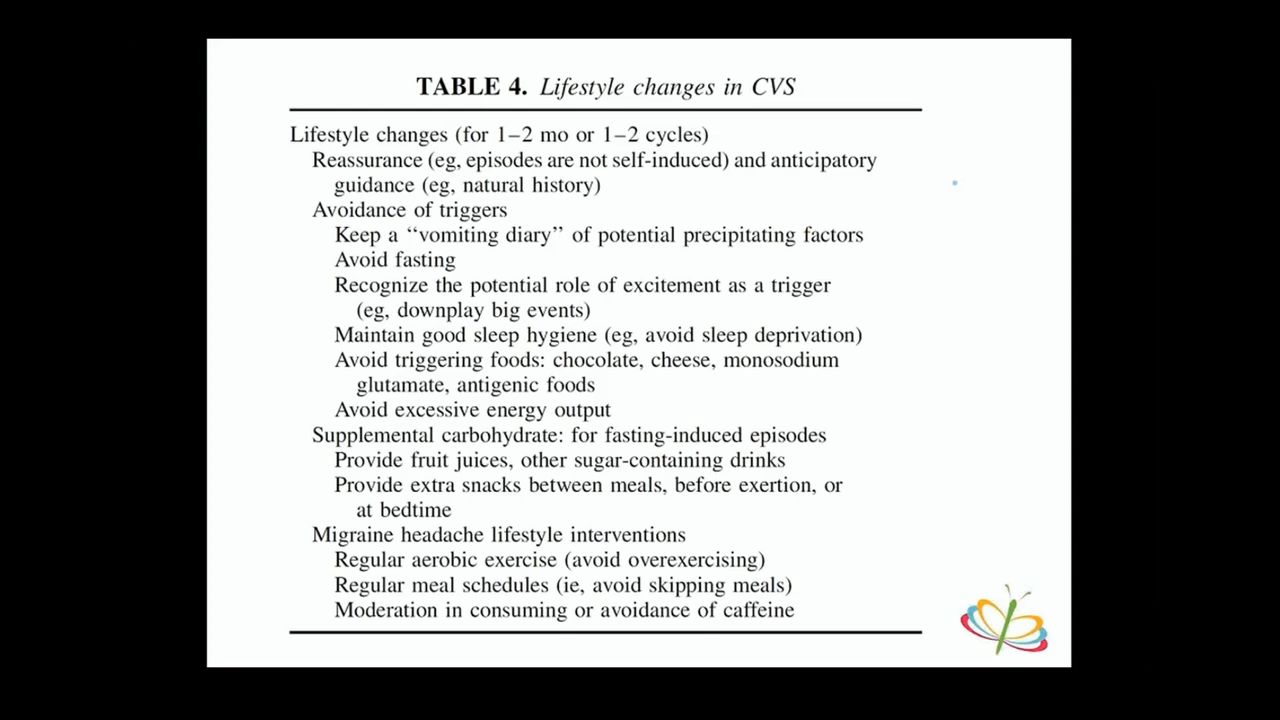 TABLE 4. Lifestyle changes in CVS
Lifestyle changes (for 1–2 mo or 1–2 cycles)
Reassurance (eg, episodes are not self-induced) and anticipatory
guidance (eg, natural history)
Avoidance of triggers
Keep a ‘‘vomiting diary’’ of potential precipitating factors
Avoid fasting
Recognize the potential role of excitement as a trigger
(eg, downplay big events)
Maintain good sleep hygiene (eg, avoid sleep deprivation)
Avoid triggering foods: chocolate, cheese, monosodium
glutamate, antigenic foods
Avoid excessive energy output
Supplemental carbohydrate: for fasting-induced episodes
Provide fruit juices, other sugar-containing drinks
Provide extra snacks between meals, before exertion, or
at bedtime
Migraine headache lifestyle interventions
Regular aerobic exercise (avoid overexercising)
Regular meal schedules (ie, avoid skipping meals)
Moderation in consuming or avoidance of caffeine